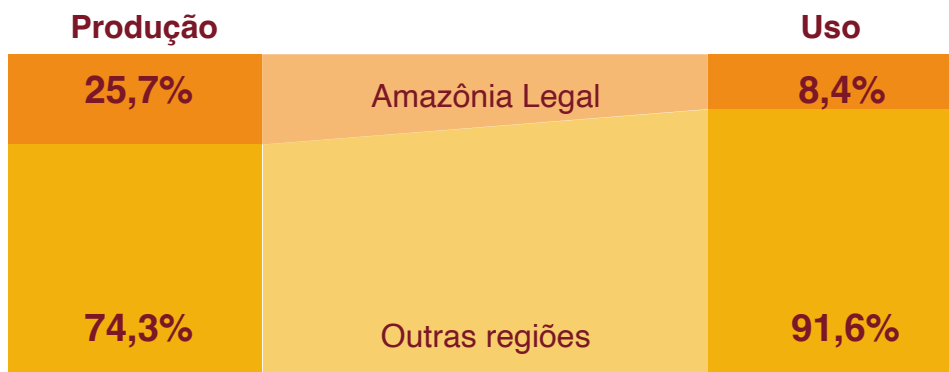 Produção Uso
25,7% Amazônia Legal 8,4%
74,3% Outras regiões 91,6%